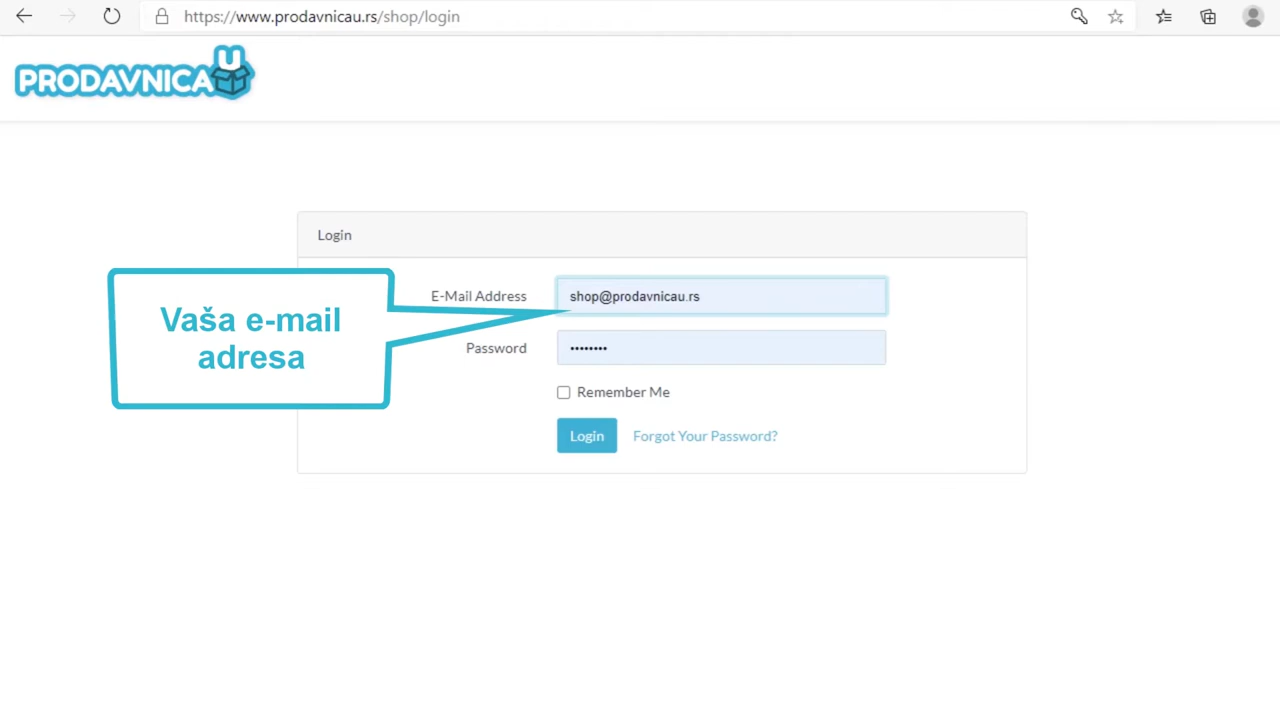 https://www.prodavnicau.rs/shop/login
PRODAVNICA U
Login
Vaša e-mail
adresa
E-Mail Address
shop@prodavnicau.rs
Password
••••••••
Remember Me
Login
Forgot Your Password?